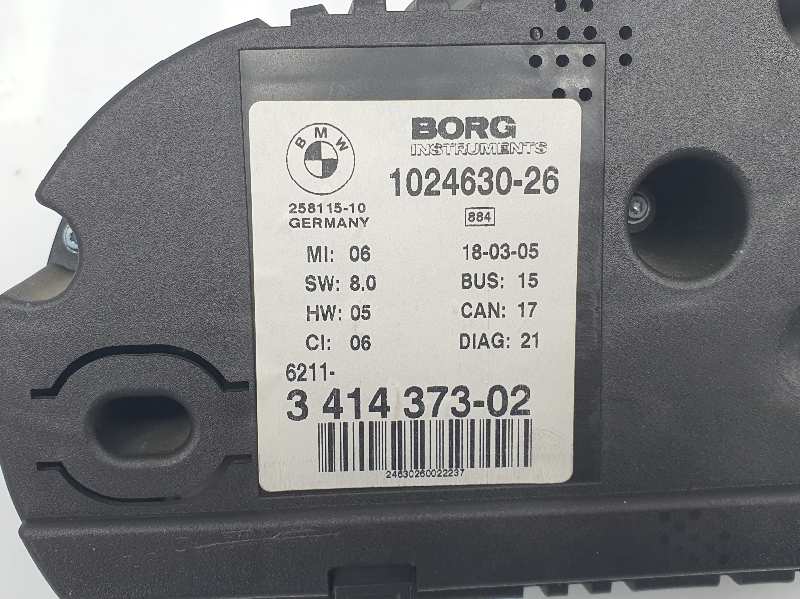 BMW
BORG
INSTRUMENTS
1024630-26
258115-10
GERMANY
884
MI: 06 18-03-05
SW: 8.0 BUS: 15
HW: 05 CAN: 17
CI: 06 DIAG: 21
6211-
3 414 373-02
24630260022237